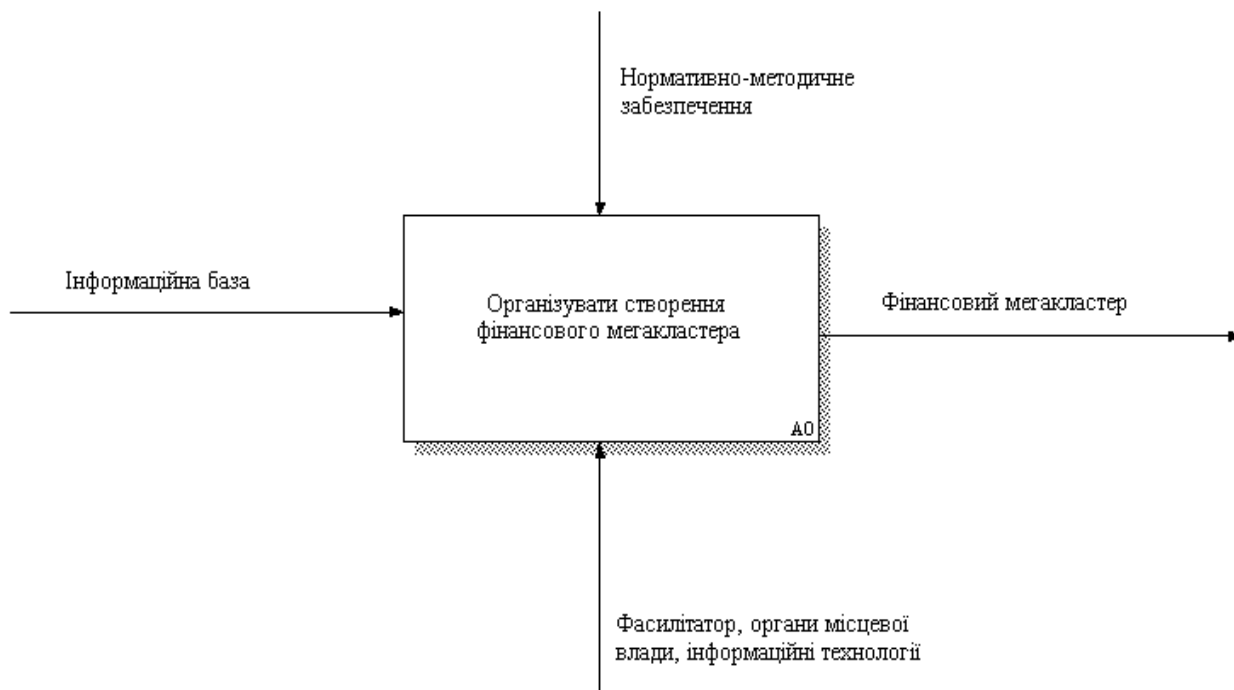 Нормативно-методичне
забезпечення
Інформаційна база
Організувати створення
фінансового мегакластера
Фінансовий мегакластер
A0
Фасилітатор, органи місцевої
влади, інформаційні технології